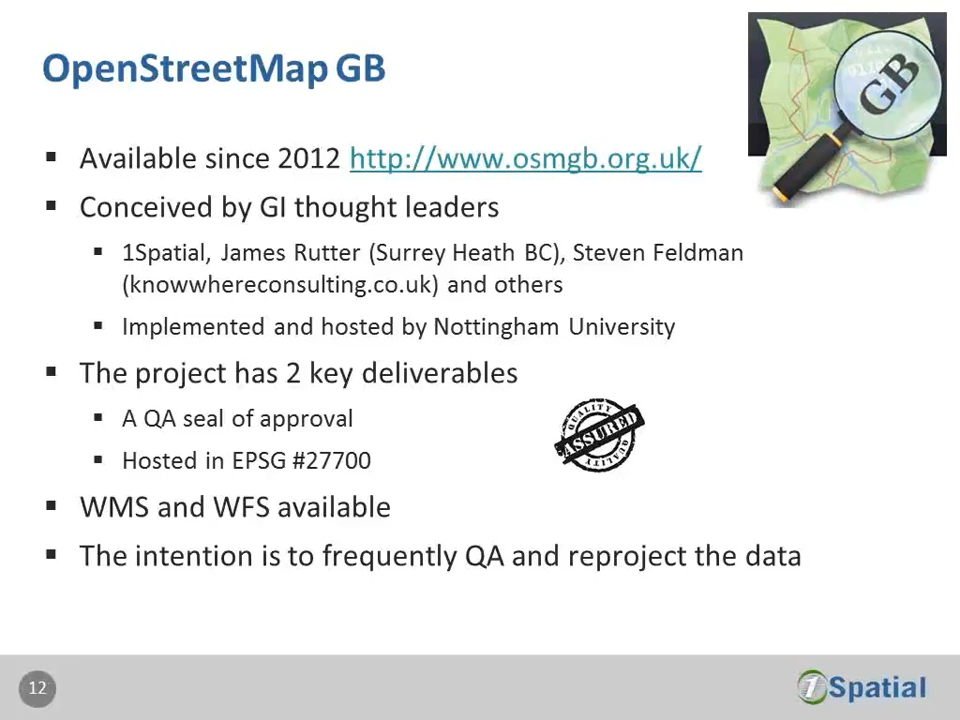 OpenStreetMap GB
GB
▪ Available since 2012 http://www.osmgb.org.uk/
▪ Conceived by GI thought leaders
▪ 1Spatial, James Rutter (Surrey Heath BC), Steven Feldman
(knowwhereconsulting.co.uk) and others
▪ Implemented and hosted by Nottingham University
▪ The project has 2 key deliverables
▪ A QA seal of approval
▪ Hosted in EPSG #27700
QUALITY
ASSURED
QUALITY
▪ WMS and WFS available
▪ The intention is to frequently QA and reproject the data
12
1Spatial